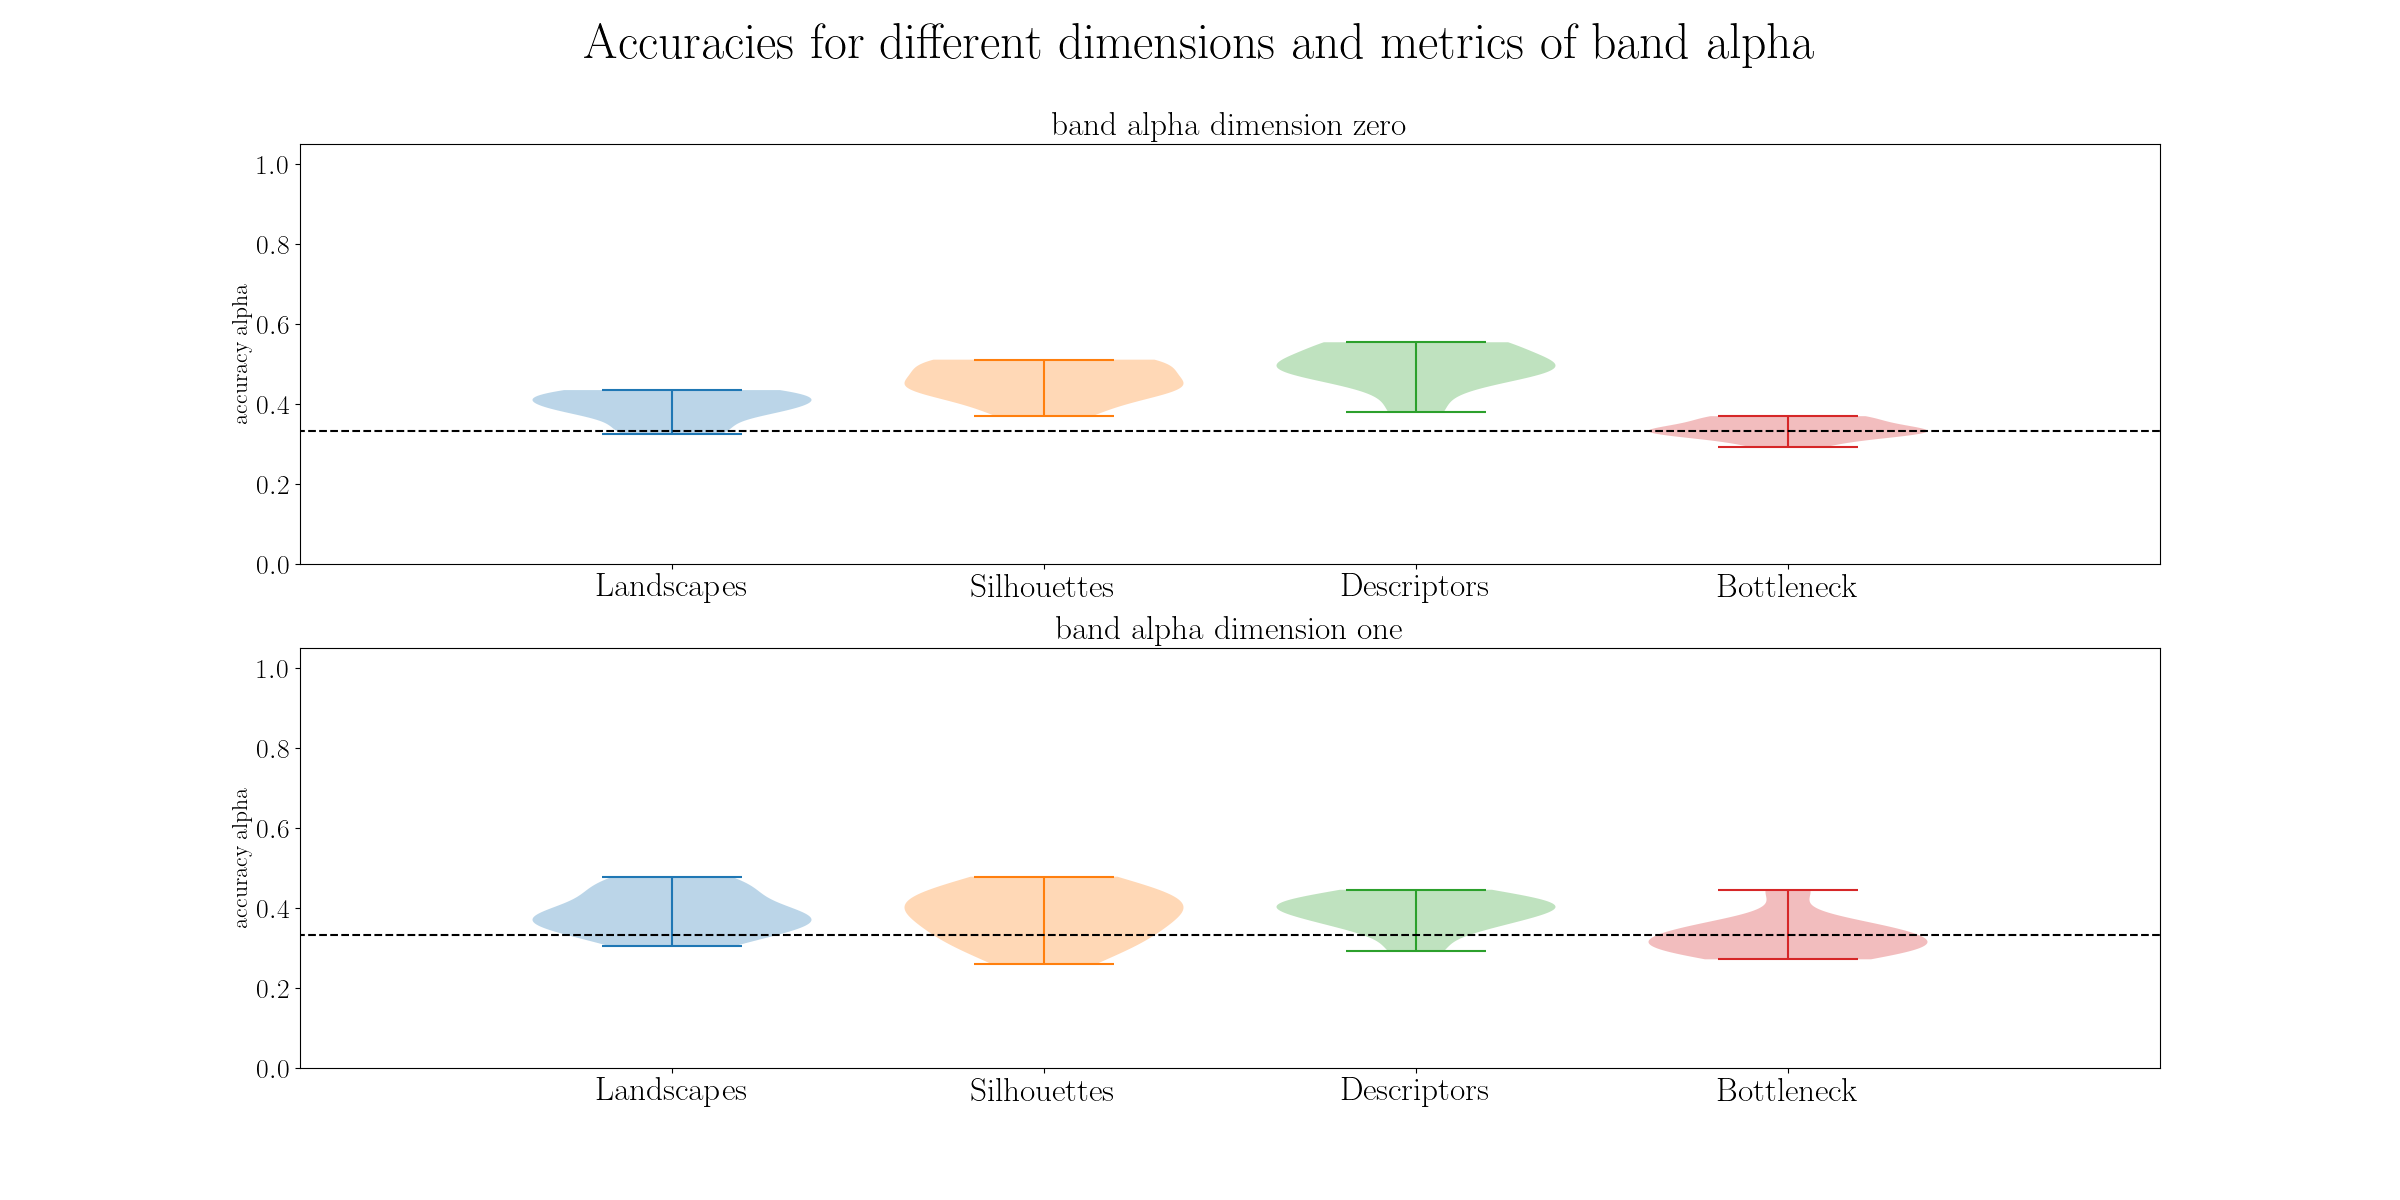 Accuracies for different dimensions and metrics of band alpha
band alpha dimension zero
accuracy alpha
1.0
0.8
0.6
0.4
0.2
0.0
Landscapes Silhouettes Descriptors Bottleneck
band alpha dimension one
accuracy alpha
1.0
0.8
0.6
0.4
0.2
0.0
Landscapes Silhouettes Descriptors Bottleneck